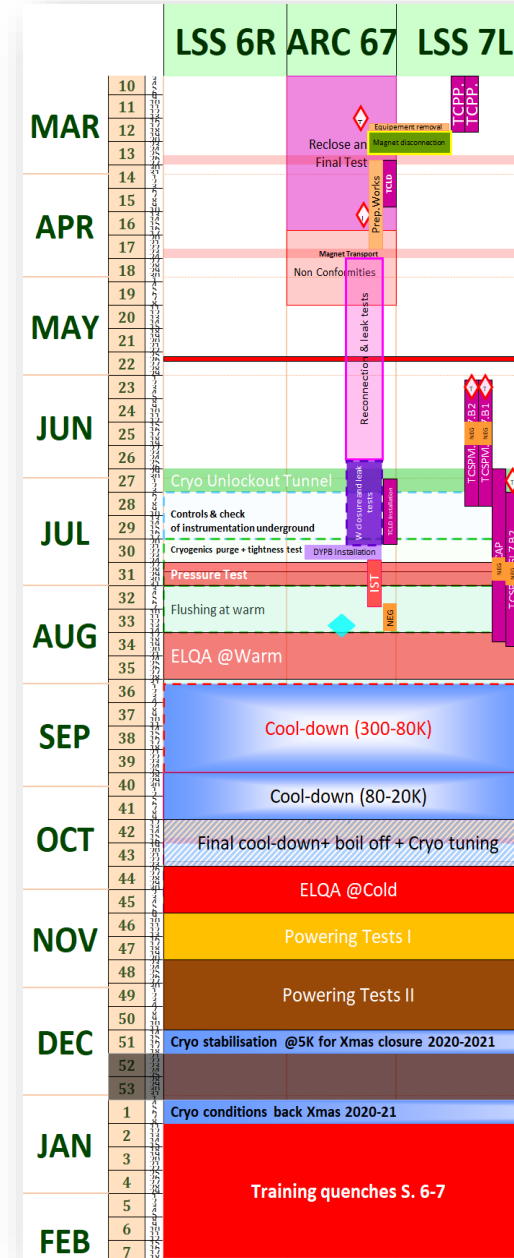 LSS 6R ARC 67 LSS 7L
MAR
10
11
12
13
APR
14
15
16
17
18
MAY
19
20
21
22
JUN
23
24
25
26
JUL
27
28
29
30
31
AUG
32
33
34
35
SEP
36
37
38
39
OCT
40
41
42
43
NOV
44
45
46
47
48
DEC
49
50
51
52
53
JAN
1
2
3
4
FEB
5
6
7
TCPP.
TCPP.
Equipement removal
Magnet disconnection
Reclose an
Final Test
TCLD
Prep.Works
Magnet Transport
Non Conformities
Reconnection & leak tests
NEG
NEG
Cryo Unlockout Tunnel
W closure and leak
tests
TCLD Installation
Controls & check
of instrumentation underground
Cryogenics purge + tightness test
DYPB Installation
Pressure Test
IST
NEG
NEG
Flushing at warm
NEG
ELQA @Warm
Cool-down (300-80K)
Cool-down (80-20K)
Final cool-down+ boil off + Cryo tuning
ELQA @Cold
Powering Tests I
Powering Tests II
Cryo stabilisation @5K for Xmas closure 2020-2021
Cryo conditions back Xmas 2020-21
Training quenches S. 6-7